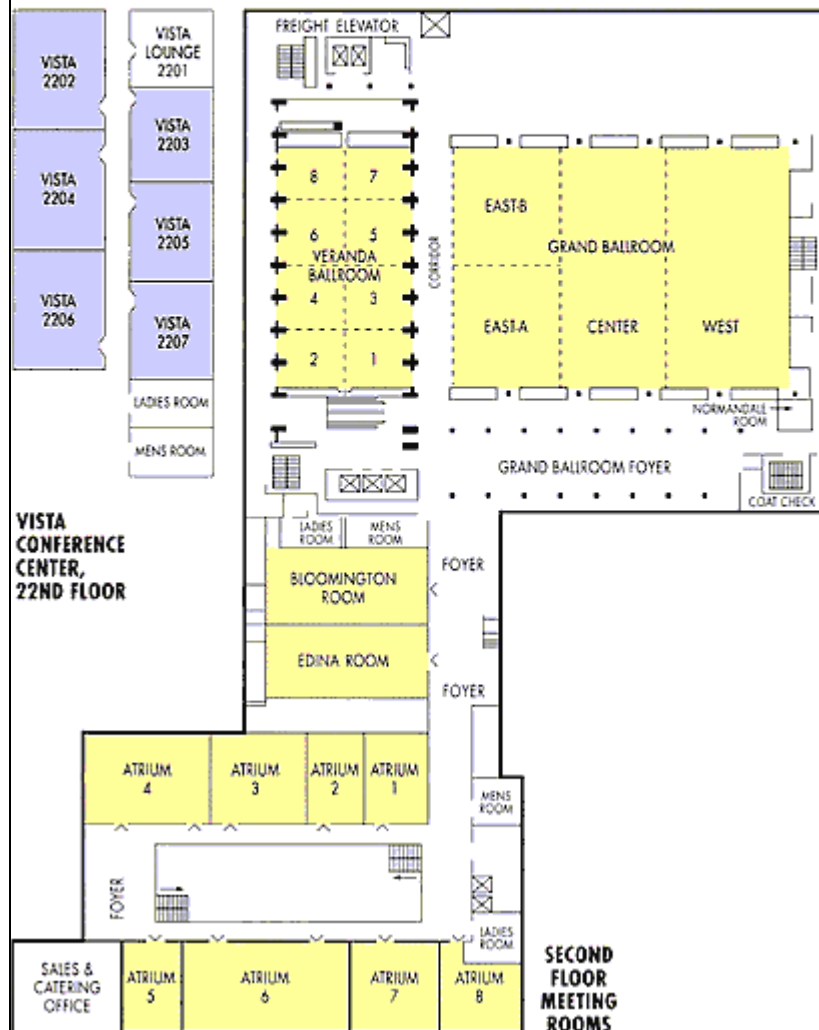 FREIGHT ELEVATOR
VISTA
2202
VISTA
LOUNGE
2201
VISTA
2203
VISTA
2204
VISTA
2205
VISTA
2206
VISTA
2207
LADIES ROOM
MENS ROOM
VISTA
CONFERENCE
CENTER,
22ND FLOOR
8 7
6 5
VERANDA
BALLROOM
4 3
2 1
CORRIDOR
EAST-B
GRAND BALLROOM
EAST-A CENTER WEST
NORMANDALE
ROOM
GRAND BALLROOM FOYER
COAT CHECK
LADIES
ROOM
MENS
ROOM
FOYER
BLOOMINGTON
ROOM
EDINA ROOM
FOYER
ATRIUM
4
ATRIUM
3
ATRIUM
2
ATRIUM
1
MENS
ROOM
FOYER
LADIES
ROOM
SALES &
CATERING
OFFICE
ATRIUM
5
ATRIUM
6
ATRIUM
7
ATRIUM
8
SECOND
FLOOR
MEETING
ROOMS